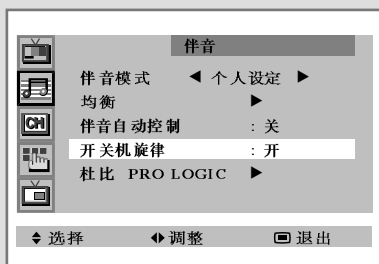 伴音
伴音模式 ◀ 个人设定 ▶
均衡 ▶
伴音自动控制 : 关
开关机旋律 : 开
杜比 PRO LOGIC ▶
CH
◆ 选择 ◆ 调整 退出